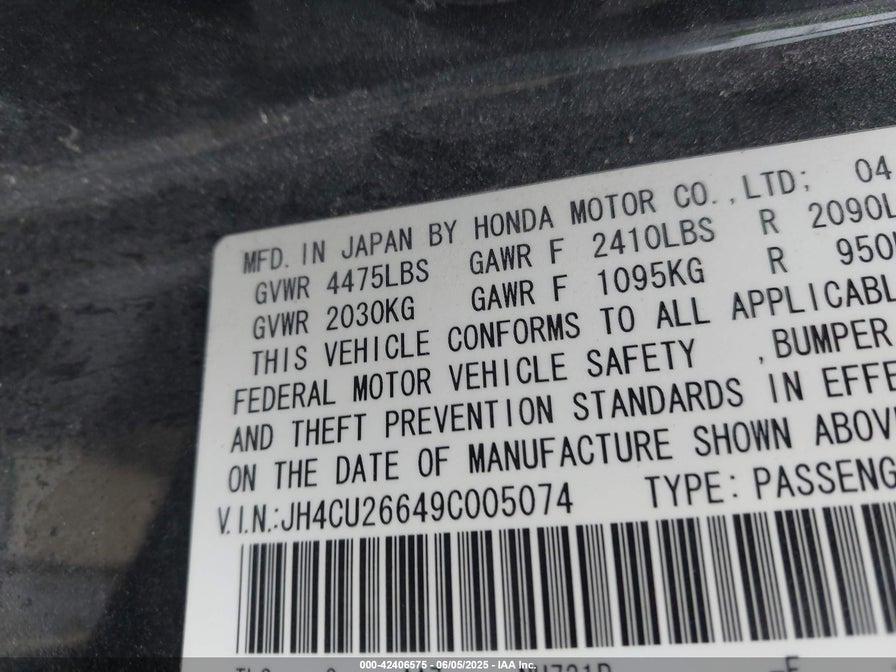 MFD. IN JAPAN BY HONDA MOTOR CO.,LTD; 04
GVWR 4475LBS GAWR F 2410LBS R 2090L
GVWR 2030KG GAWR F 1095KG R 950
THIS VEHICLE CONFORMS TO ALL APPLICABL
FEDERAL MOTOR VEHICLE SAFETY ,BUMPER
AND THEFT PREVENTION STANDARDS IN EFFE
ON THE DATE OF MANUFACTURE SHOWN ABOV
V.I.N.:JH4CU26649C005074 TYPE:PASSENG
000-42406575 - 06/05/2025 - IAA Inc.